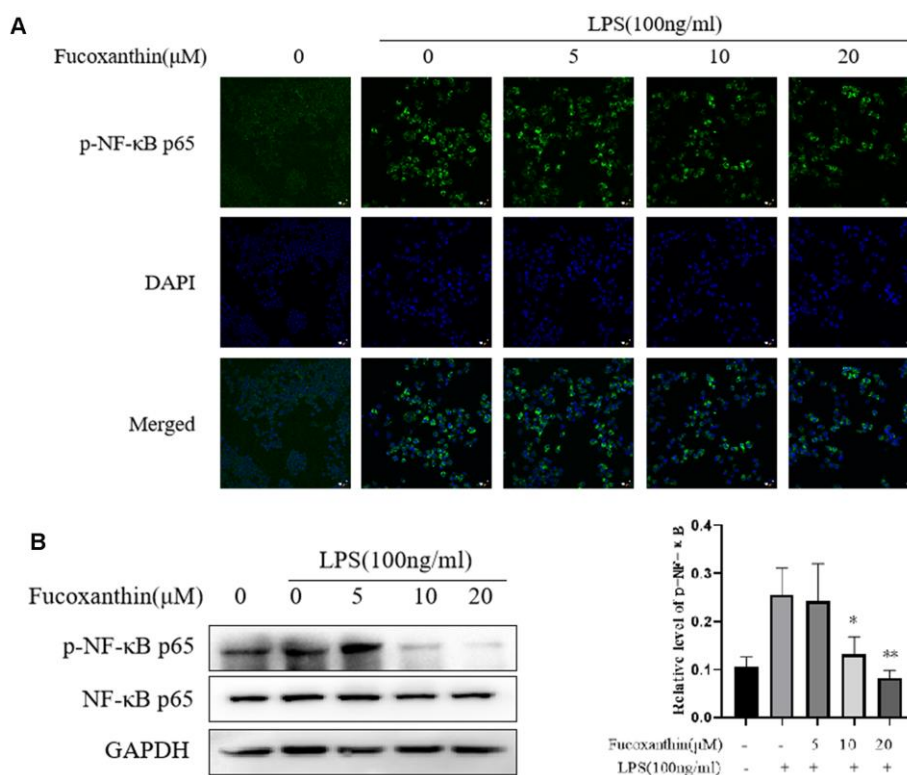 A
LPS(100ng/ml)
Fucoxanthin(μM) 0 0 5 10 20
p-NF-κB p65
DAPI
Merged
B
LPS(100ng/ml)
Fucoxanthin(μM) 0 0 5 10 20
p-NF-κB p65
NF-κB p65
GAPDH
Relative level of p-NF-κB
0.4
0.3
0.2
0.1
0.0
*
**
Fucoxanthin(μM) - - 5 10 20
LPS(100ng/ml) - + + + +